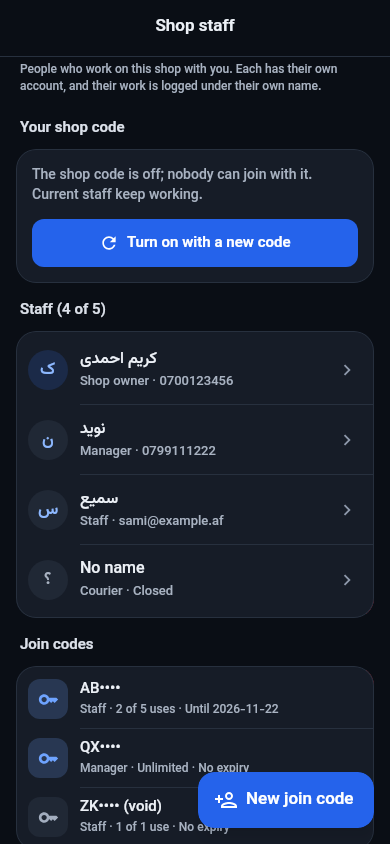 Shop staff
People who work on this shop with you. Each has their own
account, and their work is logged under their own name.
Your shop code
The shop code is off; nobody can join with it.
Current staff keep working.
Turn on with a new code
Staff (4 of 5)
ک
کریم احمدی
Shop owner · 0700123456
ن
نوید
Manager · 0799111222
س
سمیع
Staff · sami@example.af
؟
No name
Courier · Closed
Join codes
AB••••
Staff · 2 of 5 uses · Until 2026-11-22
QX••••
Manager · Unlimited · No expiry
ZK•••• (void)
Staff · 1 of 1 use · No expiry
New join code